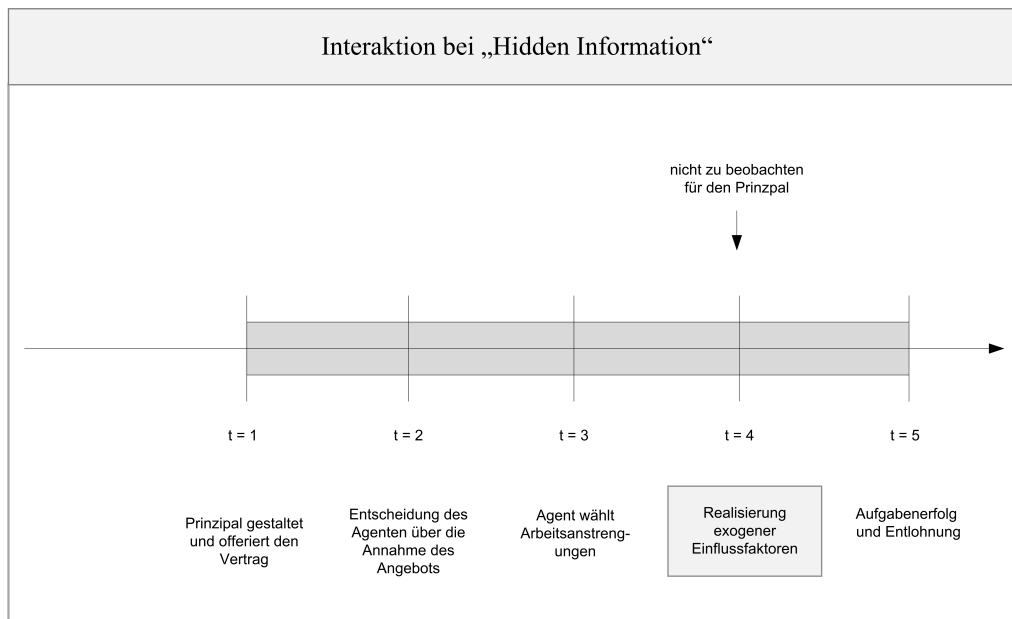 Interaktion bei „Hidden Information“
nicht zu beobachten
für den Prinzpal
t = 1
t = 2
t = 3
t = 4
t = 5
Prinzipal gestaltet
und offeriert den
Vertrag
Entscheidung des
Agenten über die
Annahme des
Angebots
Agent wählt
Arbeitsanstreng-
ungen
Realisierung
exogener
Einflussfaktoren
Aufgabenerfolg
und Entlohnung